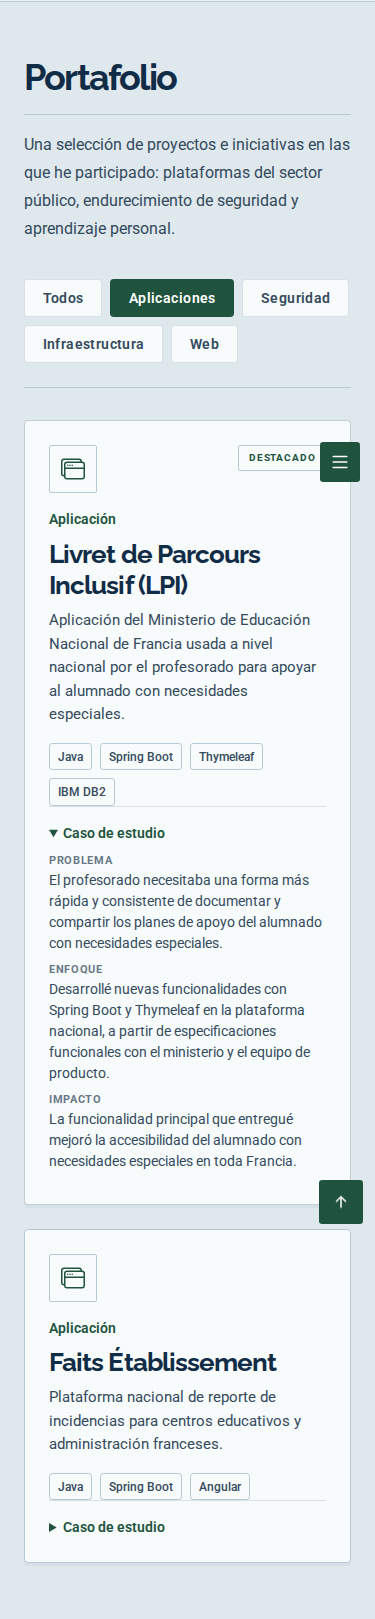 Portafolio
Una selección de proyectos e iniciativas en las
que he participado: plataformas del sector
público, endurecimiento de seguridad y
aprendizaje personal.
Todos
Aplicaciones
Seguridad
Infraestructura
Web
DESTACADO
Aplicación
Livret de Parcours
Inclusif (LPI)
Aplicación del Ministerio de Educación
Nacional de Francia usada a nivel
nacional por el profesorado para apoyar
al alumnado con necesidades
especiales.
Java
Spring Boot
Thymeleaf
IBM DB2
Caso de estudio
PROBLEMA
El profesorado necesitaba una forma más
rápida y consistente de documentar y
compartir los planes de apoyo del alumnado
con necesidades especiales.
ENFOQUE
Desarrollé nuevas funcionalidades con
Spring Boot y Thymeleaf en la plataforma
nacional, a partir de especificaciones
funcionales con el ministerio y el equipo de
producto.
IMPACTO
La funcionalidad principal que entregué
mejoró la accesibilidad del alumnado con
necesidades especiales en toda Francia.
Aplicación
Faits Établissement
Plataforma nacional de reporte de
incidencias para centros educativos y
administración franceses.
Java
Spring Boot
Angular
Caso de estudio